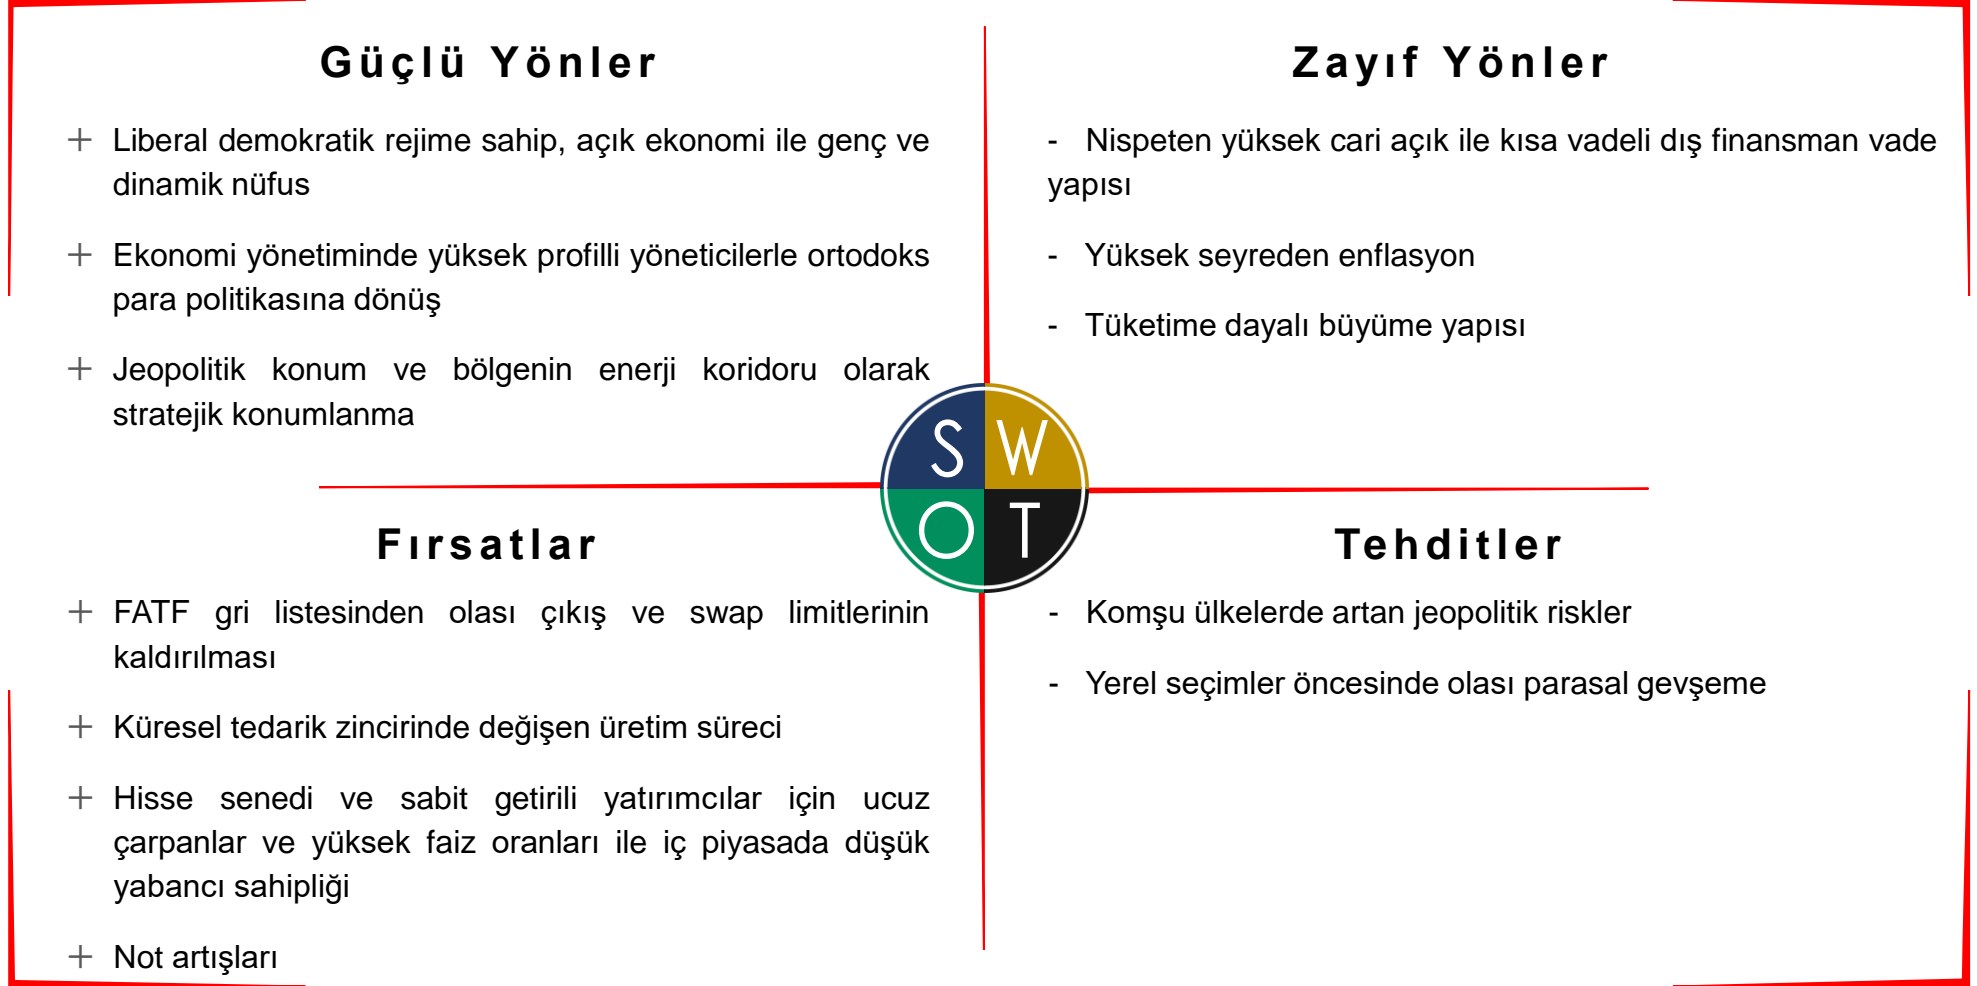 Güçlü Yönler
+ Liberal demokratik rejime sahip, açık ekonomi ile genç ve
dinamik nüfus
+ Ekonomi yönetiminde yüksek profilli yöneticilerle ortodoks
para politikasına dönüş
+ Jeopolitik konum ve bölgenin enerji koridoru olarak
stratejik konumlanma
Zayıf Yönler
- Nispeten yüksek cari açık ile kısa vadeli dış finansman vade
yapısı
- Yüksek seyreden enflasyon
- Tüketime dayalı büyüme yapısı
S W
O T
Fırsatlar
+ FATF gri listesinden olası çıkış ve swap limitlerinin
kaldırılması
+ Küresel tedarik zincirinde değişen üretim süreci
+ Hisse senedi ve sabit getirili yatırımcılar için ucuz
çarpanlar ve yüksek faiz oranları ile iç piyasada düşük
yabancı sahipliği
+ Not artışları
Tehditler
- Komşu ülkelerde artan jeopolitik riskler
- Yerel seçimler öncesinde olası parasal gevşeme